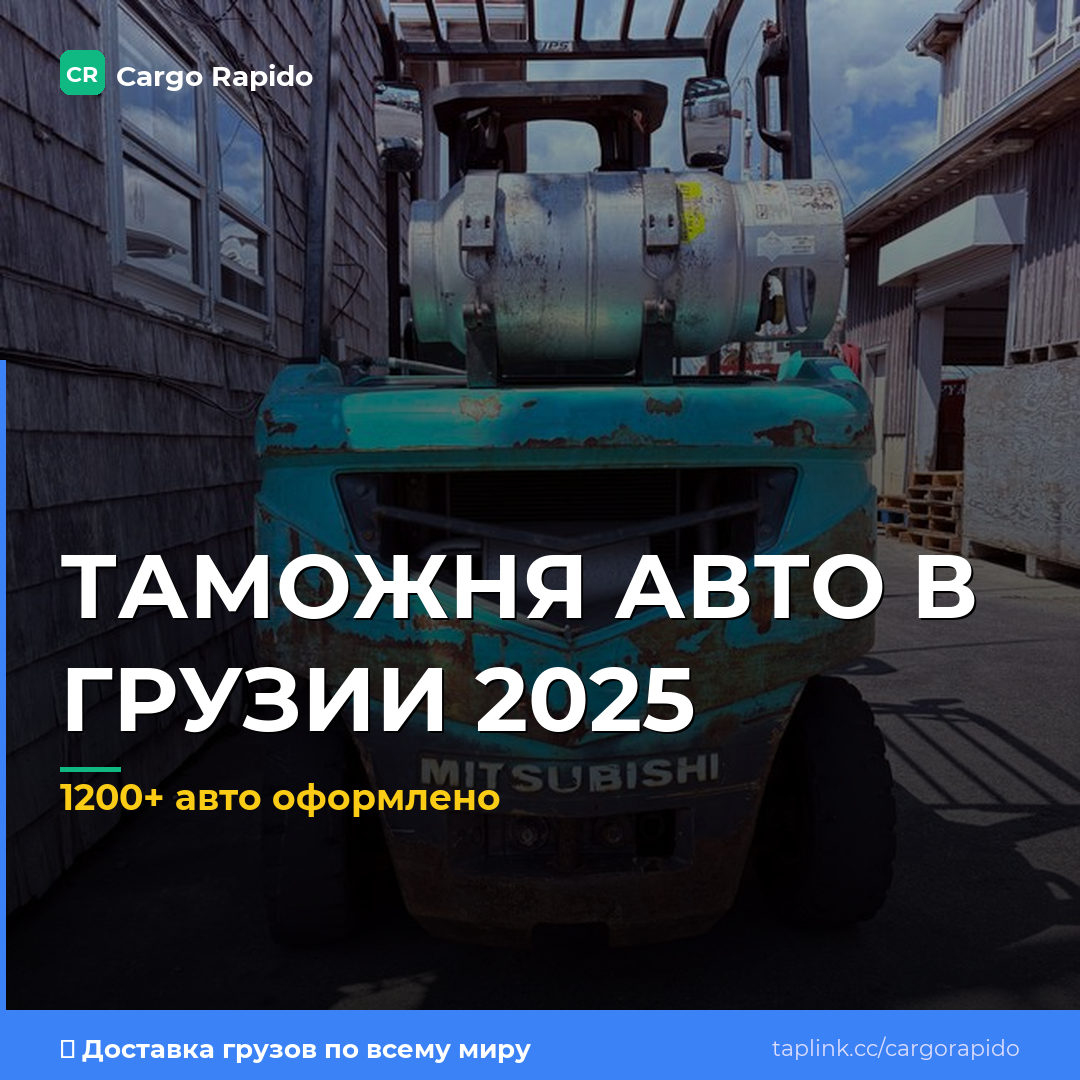 CR Cargo Rapido
ТАМОЖНЯ АВТО В
ГРУЗИИ 2025
MITSUBISHI
1200+ авто оформлено
Доставка грузов по всему миру
taplink.cc/cargorapido